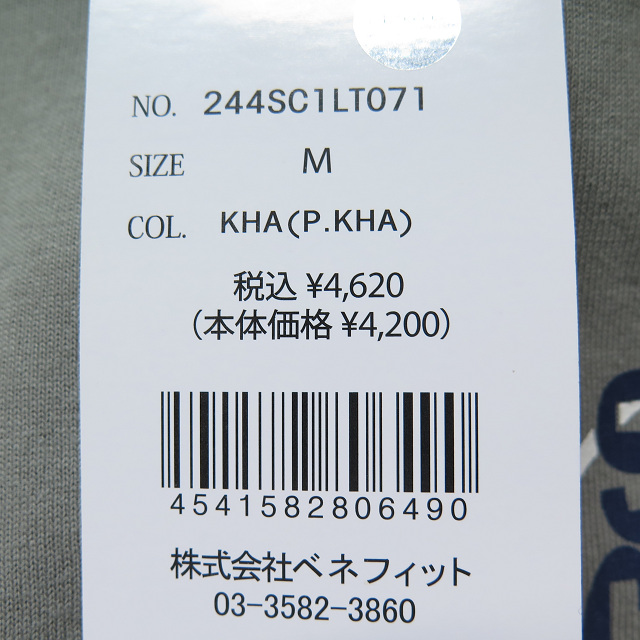 NO. 244SC1LT071
SIZE M
COL. KHA(P.KHA)
税込 ¥4,620
(本体価格 ¥4,200)
4541582806490
株式会社ベネフィット
03-3582-3860